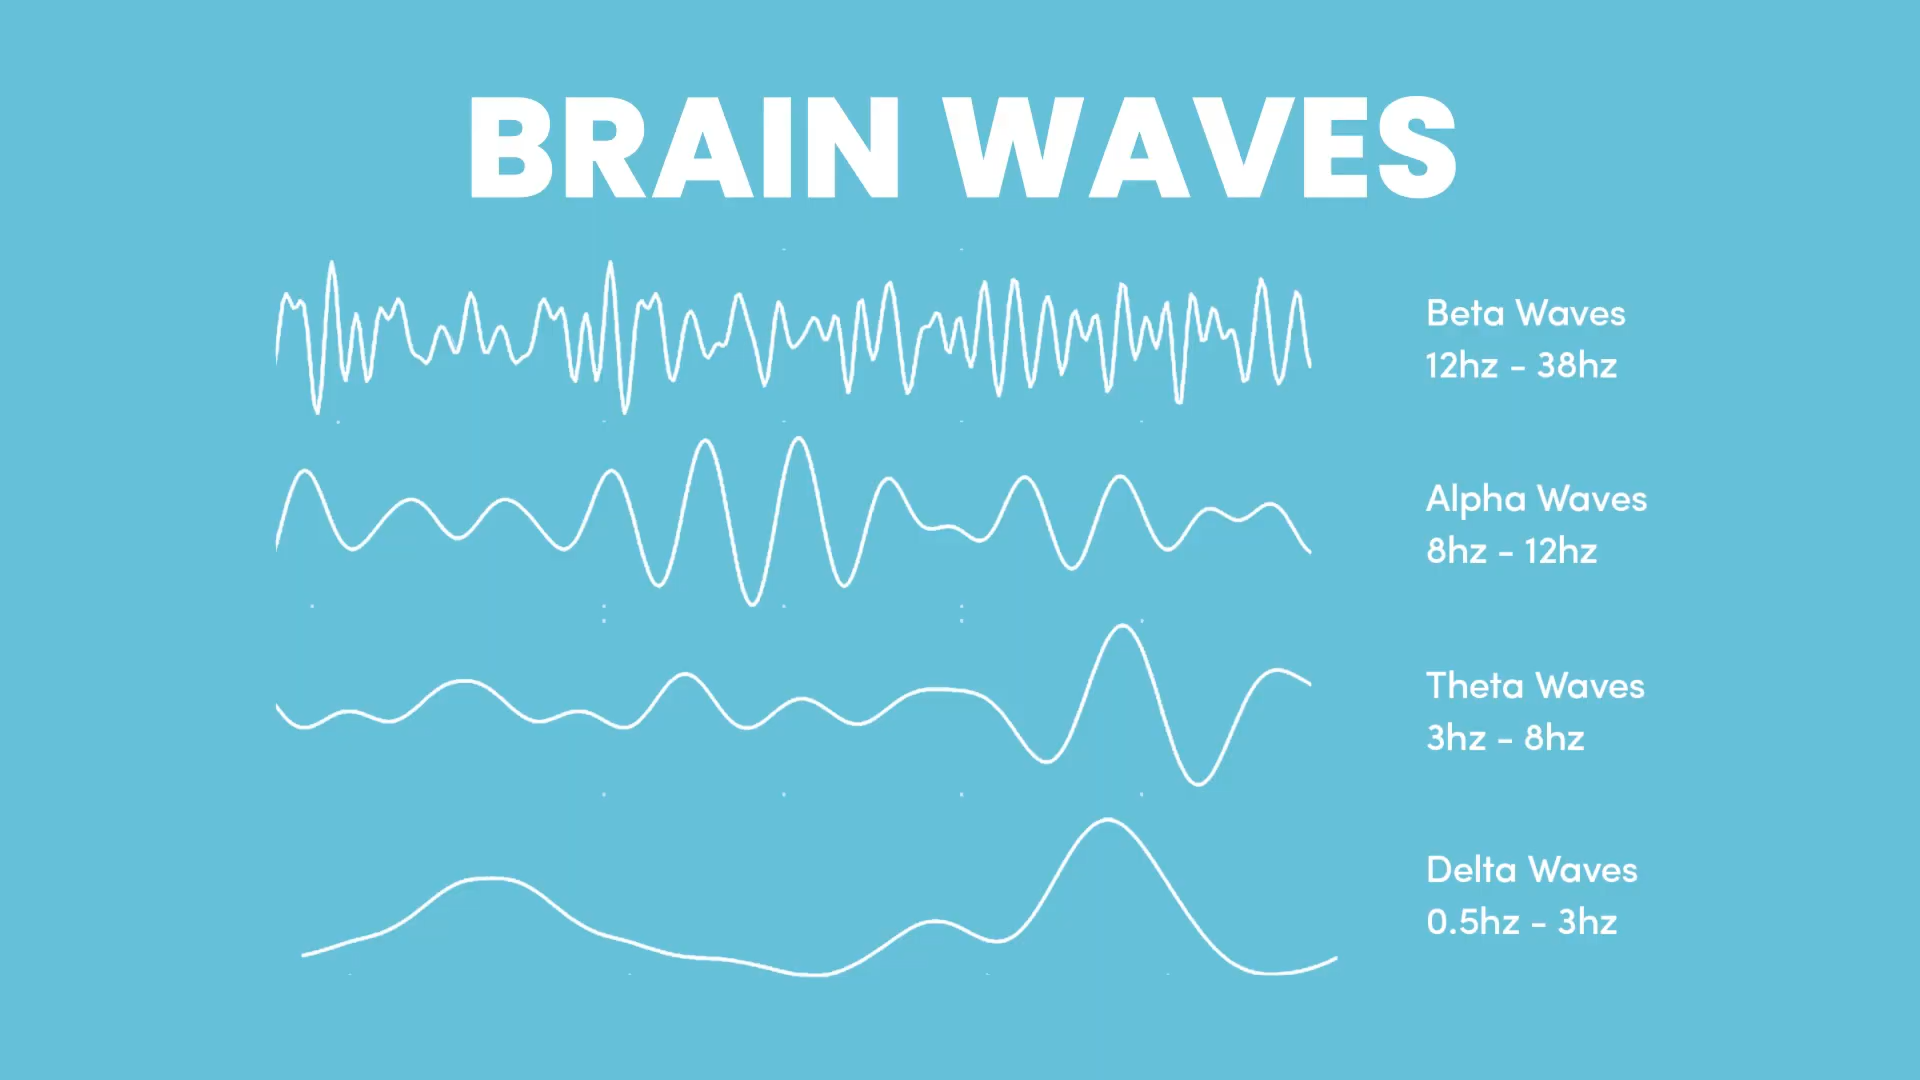 BRAIN WAVES
Beta Waves
12hz - 38hz
Alpha Waves
8hz - 12hz
Theta Waves
3hz - 8hz
Delta Waves
0.5hz - 3hz